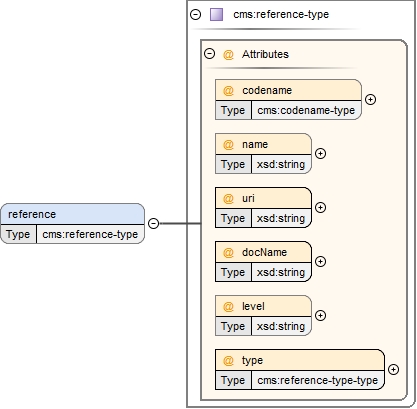 cms:reference-type
@ Attributes
@ codename
Type cms:codename-type
@ name
Type xsd:string
@ uri
Type xsd:string
reference
Type cms:reference-type
@ docName
Type xsd:string
@ level
Type xsd:string
@ type
Type cms:reference-type-type